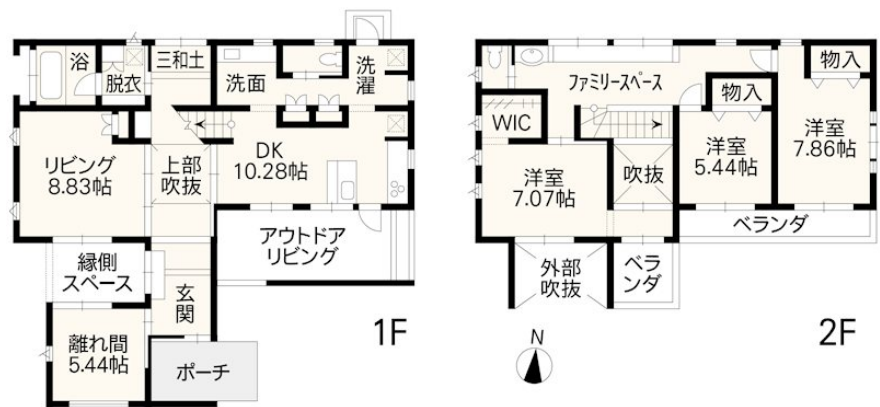 浴
脱衣
三和土
洗面
洗濯
リビング
8.83帖
上部
吹抜
DK
10.28帖
縁側
スペース
アウトドア
リビング
玄関
離れ間
5.44帖
ポーチ
1F
ファミリースペース
物入
WIC
物入
洋室
7.07帖
吹抜
洋室
5.44帖
洋室
7.86帖
ベランダ
外部
吹抜
ベランダ
N
2F